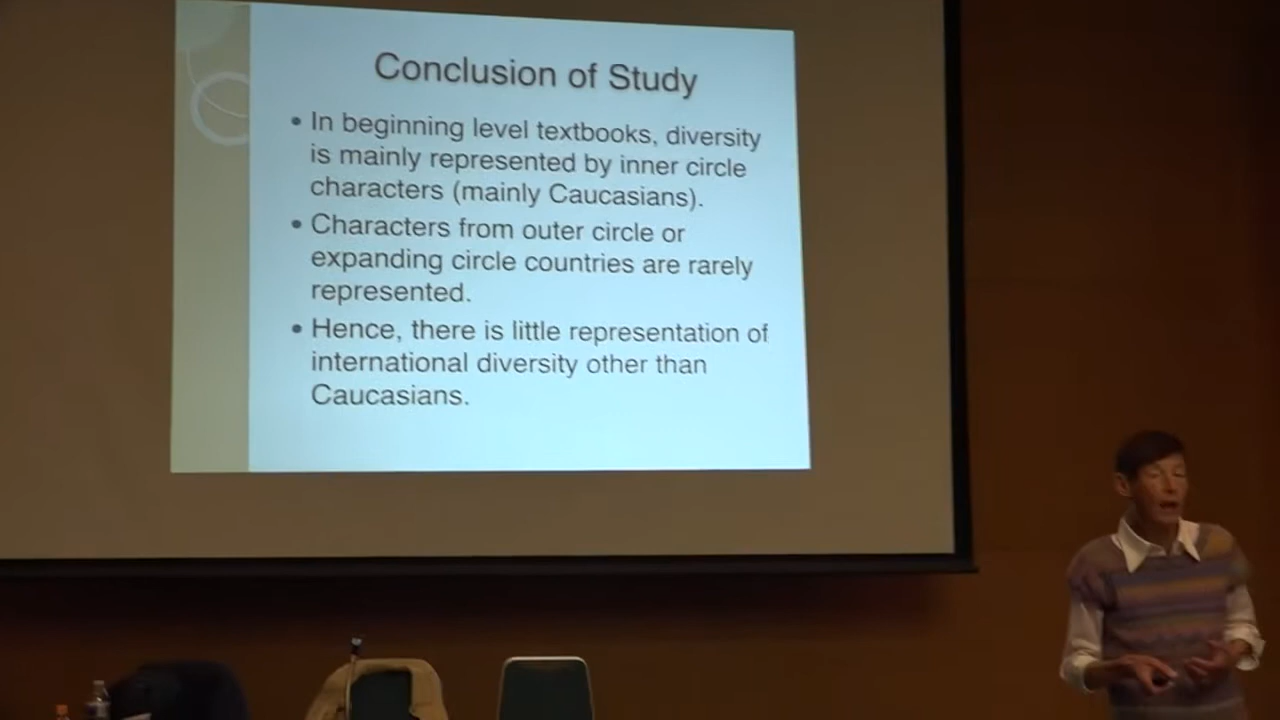 Conclusion of Study
• In beginning level textbooks, diversity
is mainly represented by inner circle
characters (mainly Caucasians).
• Characters from outer circle or
expanding circle countries are rarely
represented.
• Hence, there is little representation of
international diversity other than
Caucasians.